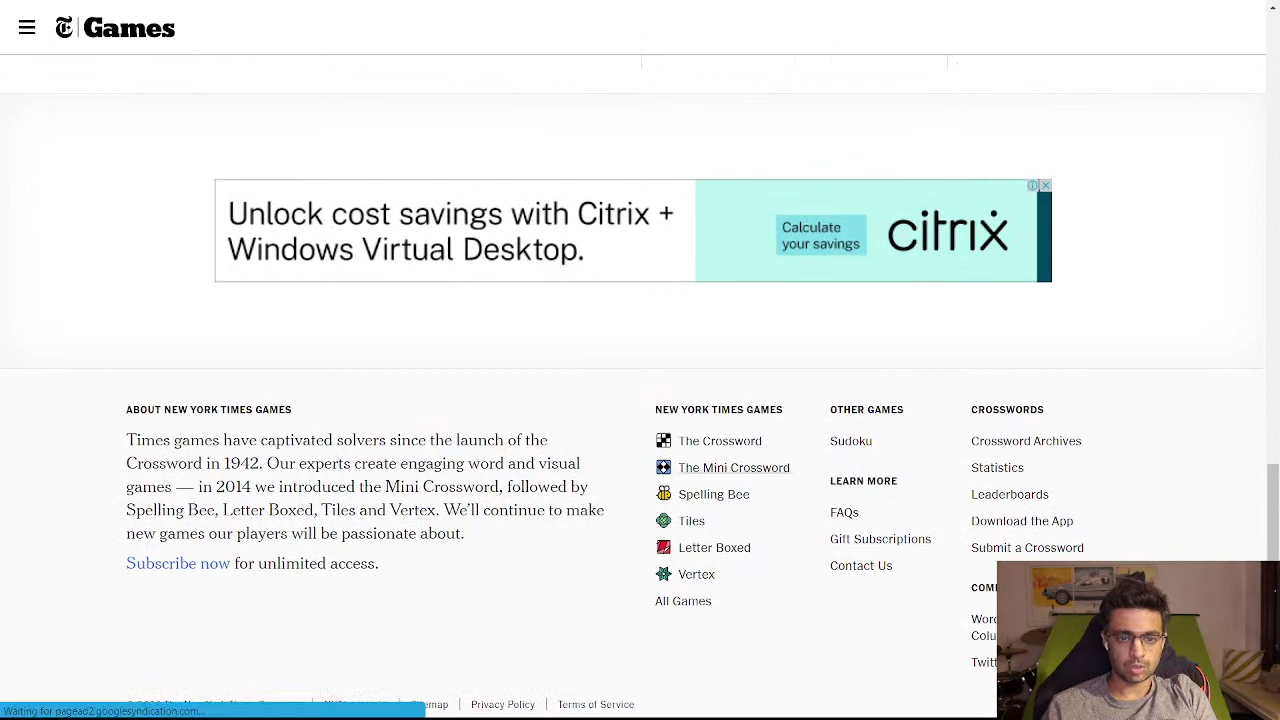 T Games
Unlock cost savings with Citrix +
Windows Virtual Desktop.
Calculate
your savings
citrix
ABOUT NEW YORK TIMES GAMES
Times games have captivated solvers since the launch of the
Crossword in 1942. Our experts create engaging word and visual
games — in 2014 we introduced the Mini Crossword, followed by
Spelling Bee, Letter Boxed, Tiles and Vertex. We'll continue to make
new games our players will be passionate about.
Subscribe now for unlimited access.
NEW YORK TIMES GAMES
The Crossword
The Mini Crossword
Spelling Bee
Tiles
Letter Boxed
Vertex
All Games
OTHER GAMES
Sudoku
LEARN MORE
FAQs
Gift Subscriptions
Contact Us
CROSSWORDS
Crossword Archives
Statistics
Leaderboards
Download the App
Submit a Crossword
Privacy Policy
Terms of Service
Waiting for pagead2.googlesyndication.com...